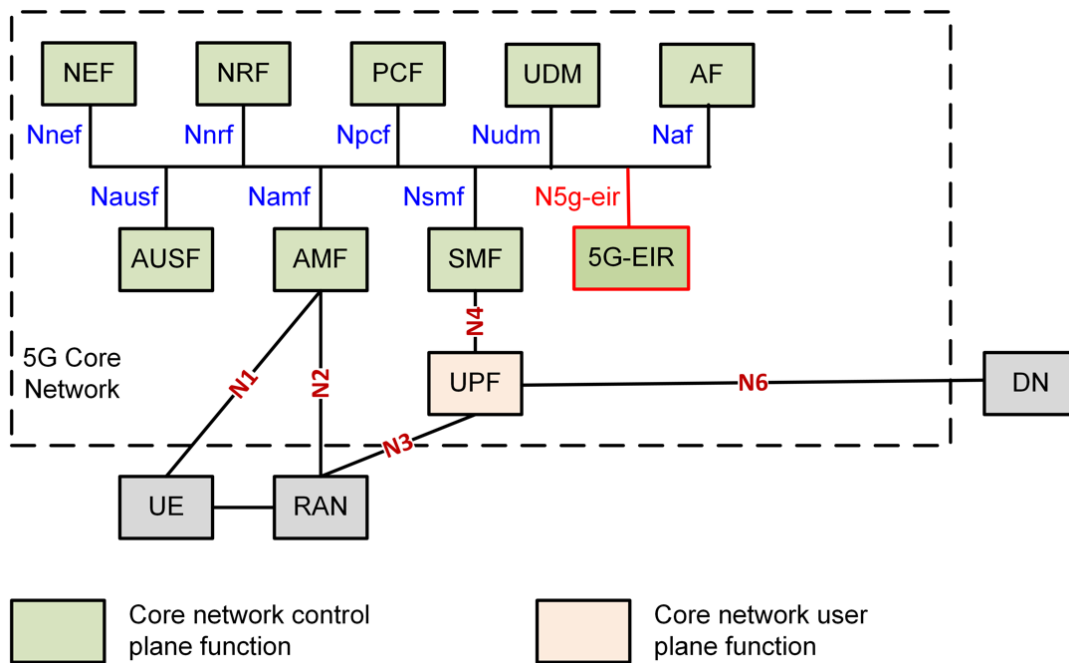 NEF
NRF
PCF
UDM
AF
Nnef
Nnrf
Npcf
Nudm
Naf
Nausf
Namf
Nsmf
N5g-eir
AUSF
AMF
SMF
5G-EIR
N4
5G Core
Network
N1
N2
UPF
N6
DN
N3
UE
RAN
Core network control
plane function
Core network user
plane function